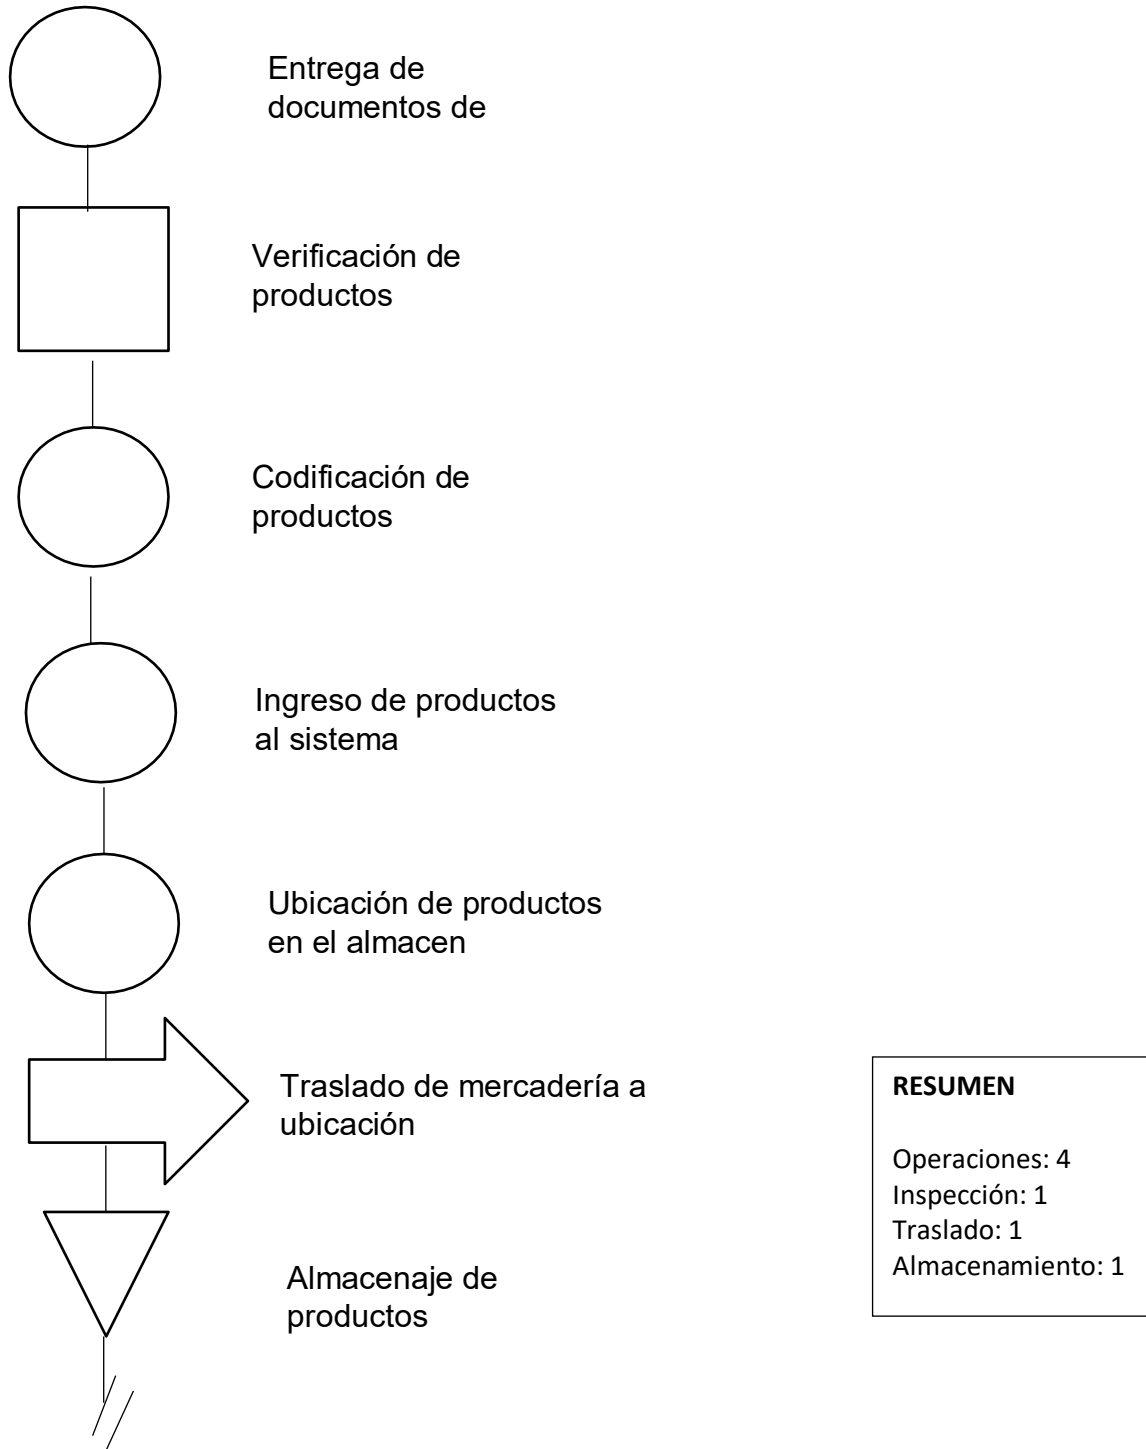 Entrega de
documentos de
Verificación de
productos
Codificación de
productos
Ingreso de productos
al sistema
Ubicación de productos
en el almacen
Traslado de mercadería a
ubicación
RESUMEN
Operaciones: 4
Inspección: 1
Traslado: 1
Almacenamiento: 1
Almacenaje de
productos